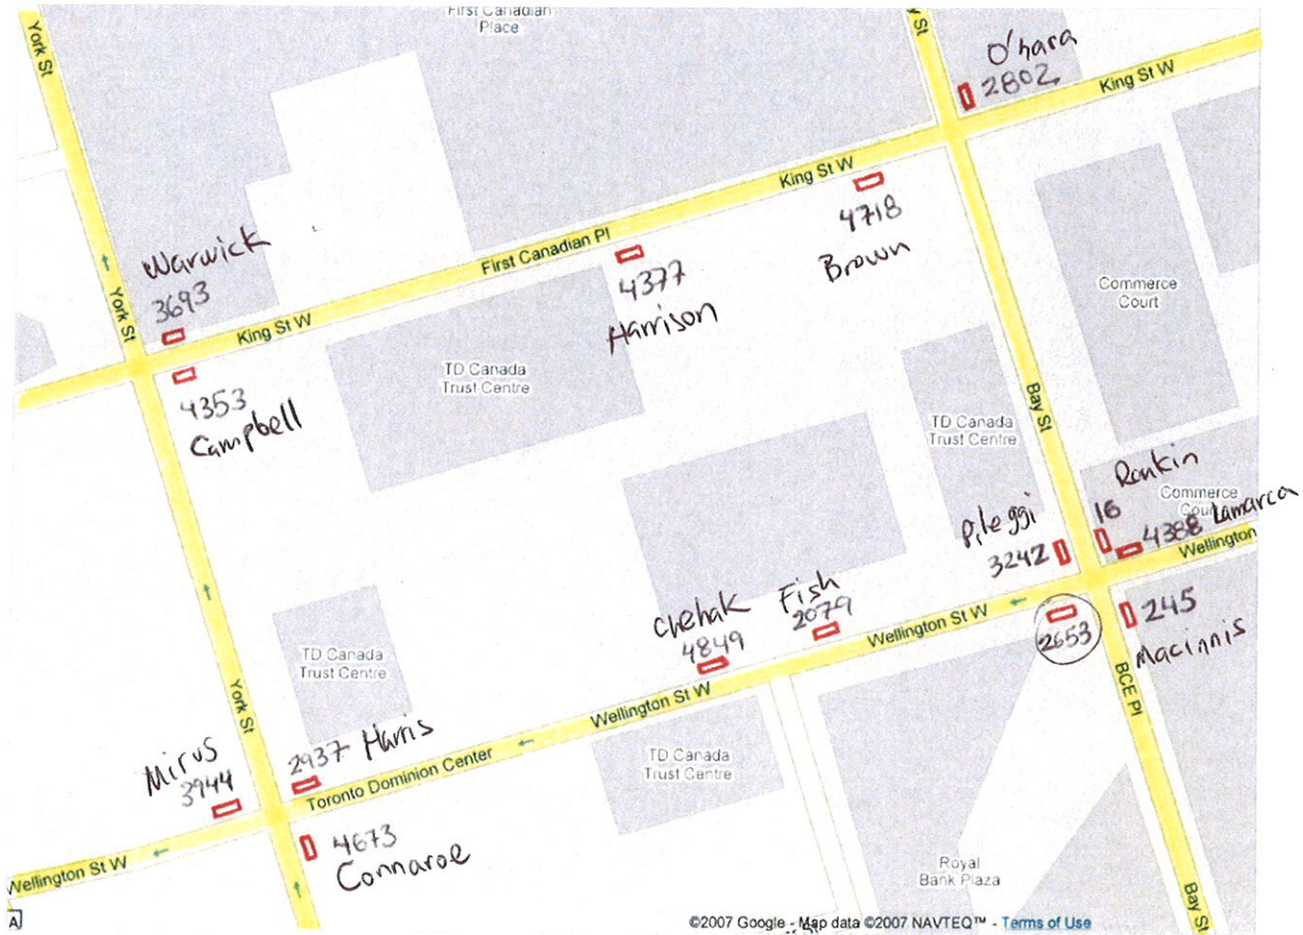 York St
First Canadian
Place
y St
O'hara
2802
King St W
King St W
4718
Brown
First Canadian Pl
4377
Harrison
Warwick
3693
York St
King St W
4353
Campbell
TD Canada
Trust Centre
Commerce
Court
Bay St
TD Canada
Trust Centre
Rankin
16
Commerce
Court
4388 Lamarca
Wellington
Pileggi
3242
Fish
2079
Chehak
4849
Wellington St W
2653
245
Macinnis
BCE Pl
TD Canada
Trust Centre
York St
Wellington St W
2937 Harris
Mirus
3944
Toronto Dominion Center
TD Canada
Trust Centre
4673
Connaroe
Wellington St W
Royal
Bank Plaza
Bay St
A
©2007 Google - Map data ©2007 NAVTEQ™ - Terms of Use